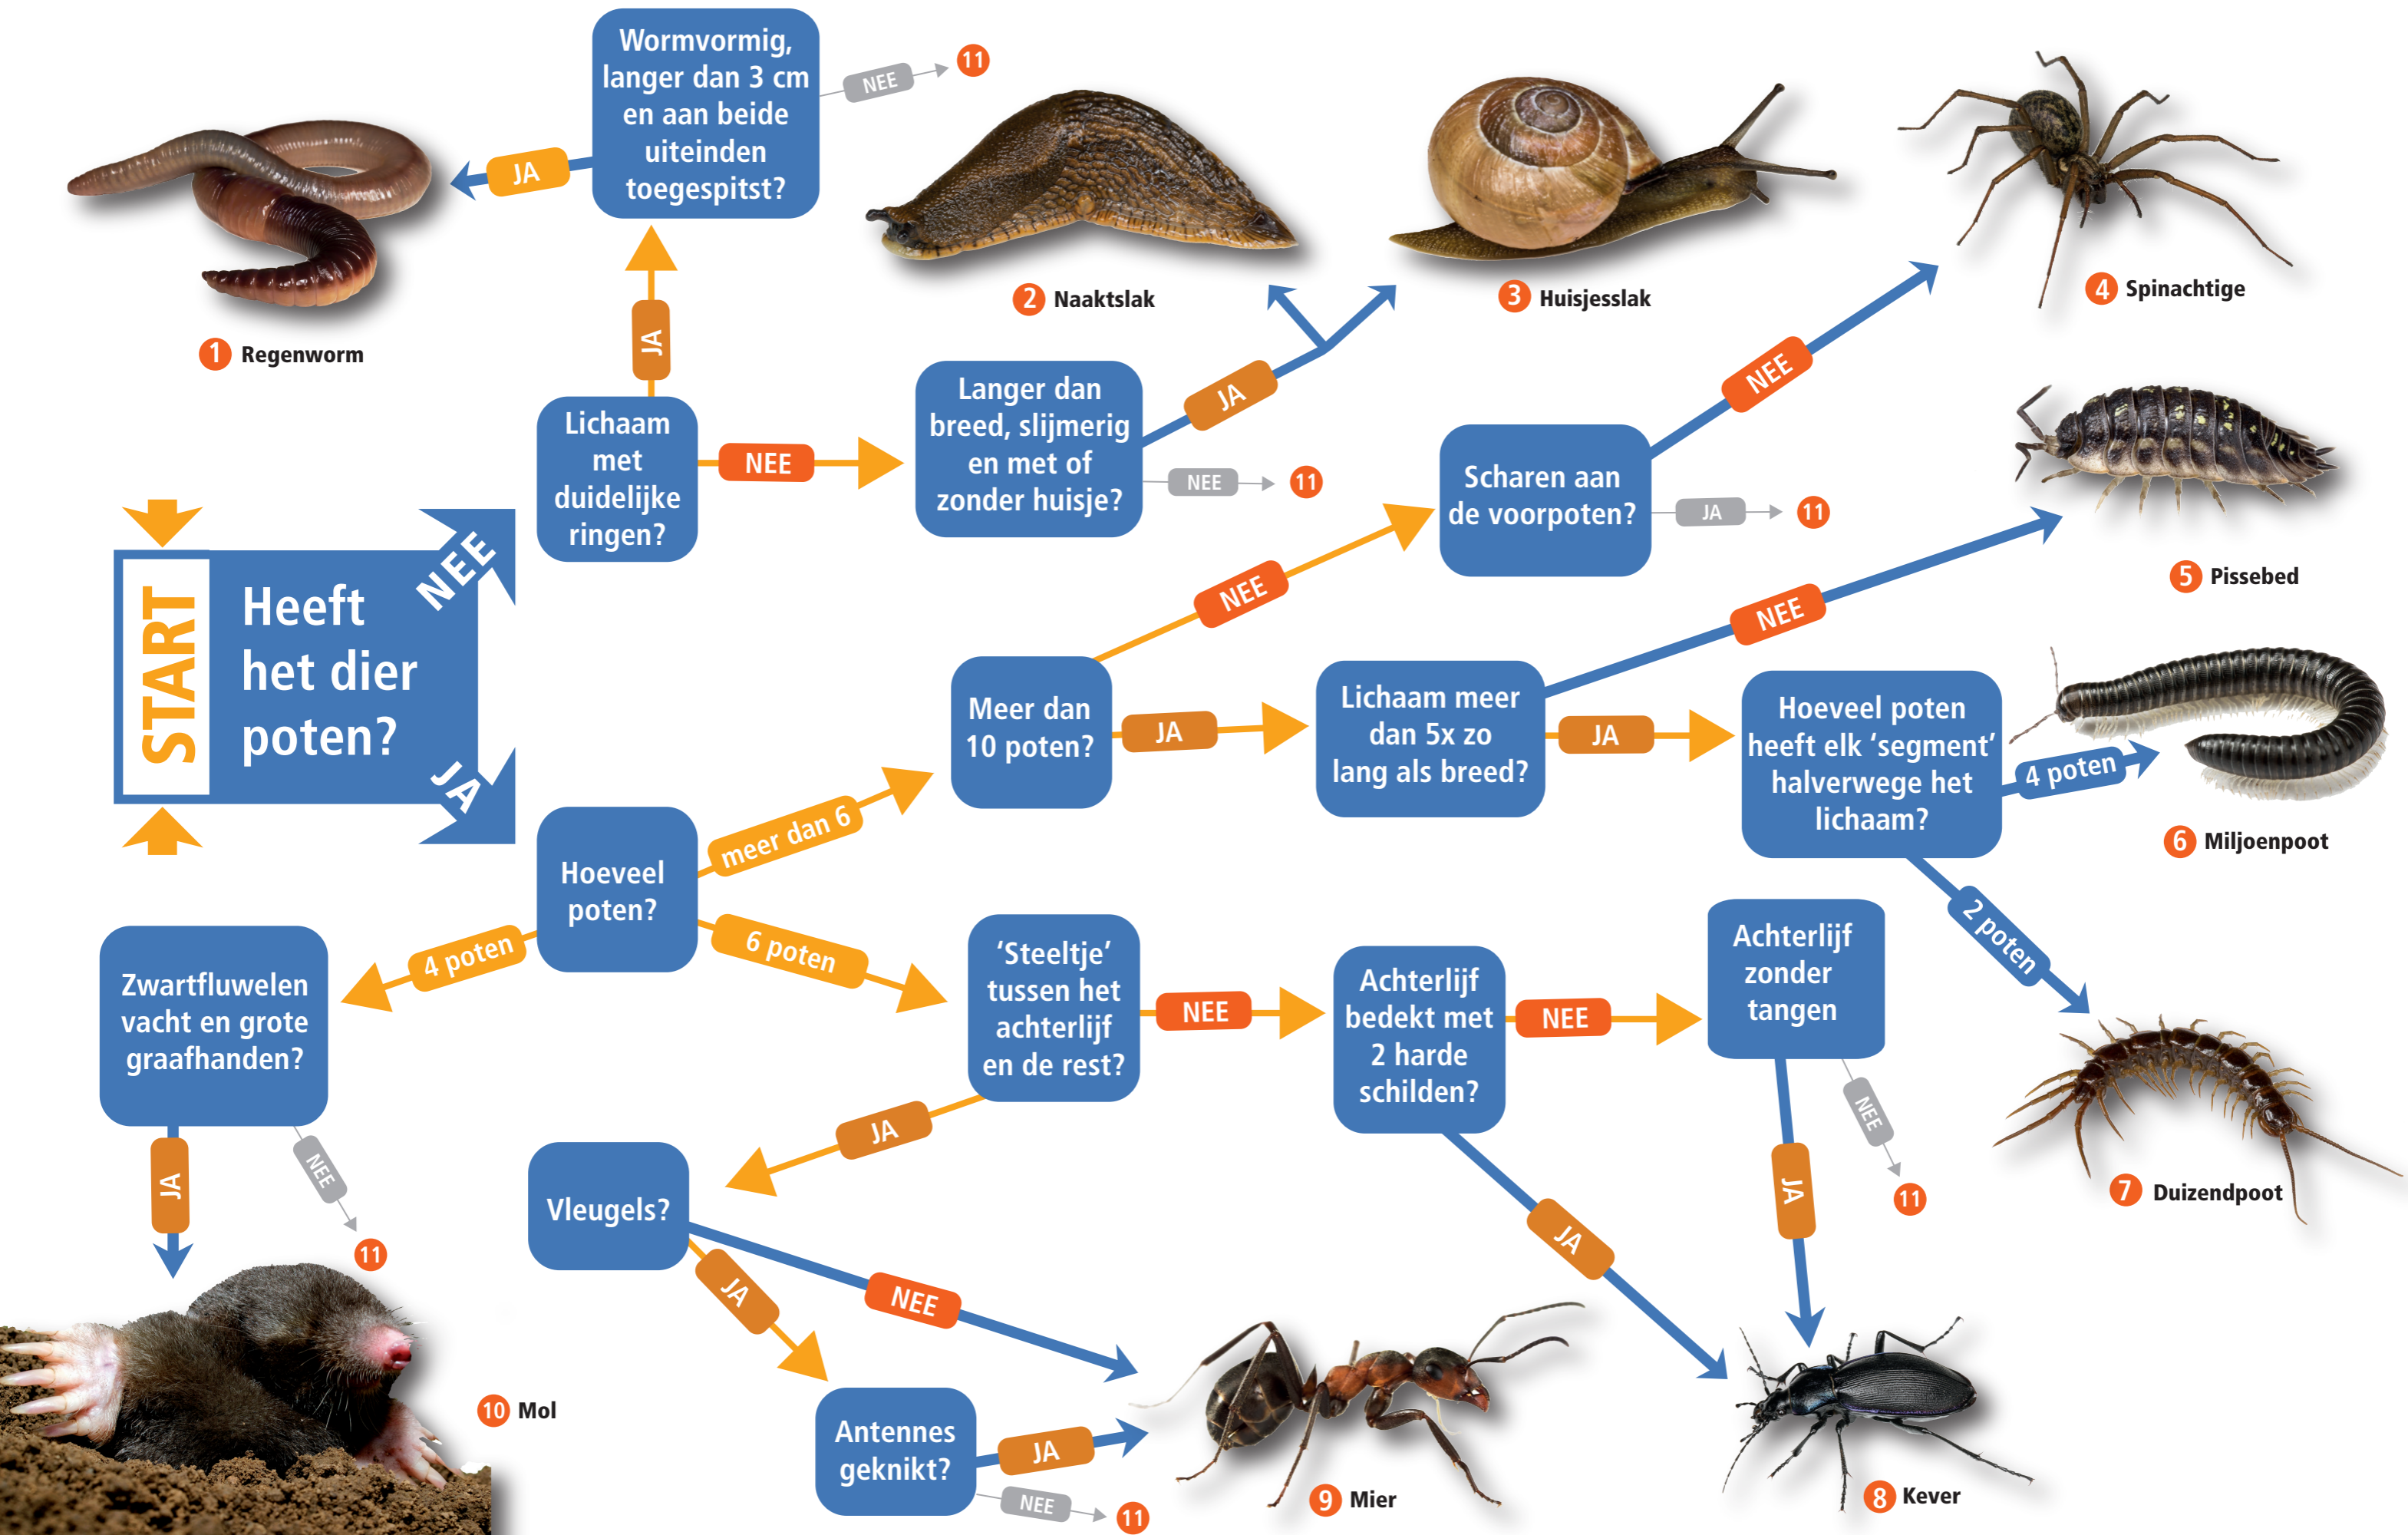 START
Heeft
het dier
poten?
NEE
JA
Lichaam
met
duidelijke
ringen?
JA
Wormvormig,
langer dan 3 cm
en aan beide
uiteinden
toegespitst?
NEE
11
JA
1 Regenworm
NEE
Langer dan
breed, slijmerig
en met of
zonder huisje?
NEE
11
JA
2 Naaktslak
3 Huisjesslak
Hoeveel
poten?
meer dan 6
Meer dan
10 poten?
NEE
Scharen aan
de voorpoten?
JA
11
NEE
4 Spinachtige
JA
Lichaam meer
dan 5x zo
lang als breed?
NEE
5 Pissebed
JA
Hoeveel poten
heeft elk ‘segment’
halverwege het
lichaam?
4 poten
6 Miljoenpoot
2 poten
7 Duizendpoot
6 poten
‘Steeltje’
tussen het
achterlijf
en de rest?
NEE
Achterlijf
bedekt met
2 harde
schilden?
NEE
Achterlijf
zonder
tangen
NEE
11
JA
JA
8 Kever
JA
Vleugels?
NEE
JA
Antennes
geknikt?
JA
NEE
11
9 Mier
4 poten
Zwartfluwelen
vacht en grote
graafhanden?
JA
NEE
11
10 Mol